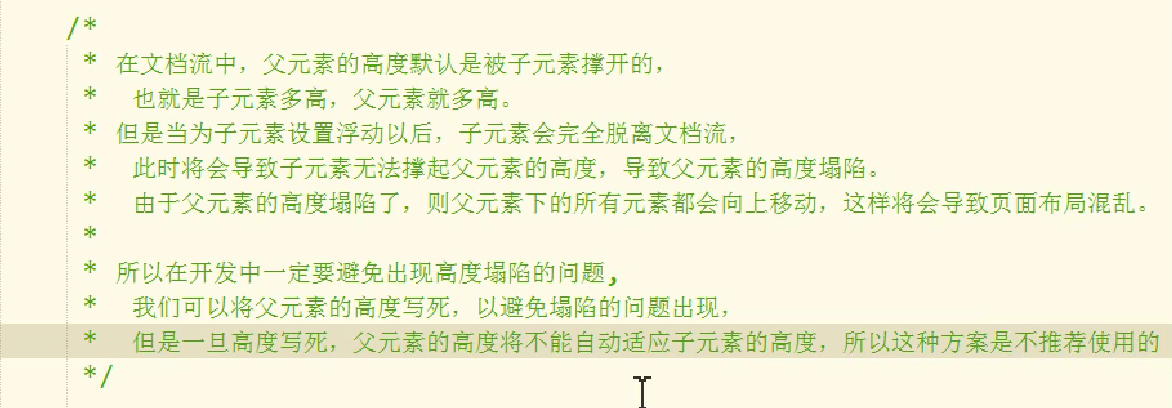 /*
* 在文档流中，父元素的高度默认是被子元素撑开的，
* 也就是子元素多高，父元素就多高。
* 但是当为子元素设置浮动以后，子元素会完全脱离文档流，
* 此时将会导致子元素无法撑起父元素的高度，导致父元素的高度塌陷。
* 由于父元素的高度塌陷了，则父元素下的所有元素都会向上移动，这样将会导致页面布局混乱。
*
* 所以在开发中一定要避免出现高度塌陷的问题,
* 我们可以将父元素的高度写死，以避免塌陷的问题出现，
* 但是一旦高度写死，父元素的高度将不能自动适应子元素的高度，所以这种方案是不推荐使用的
*/